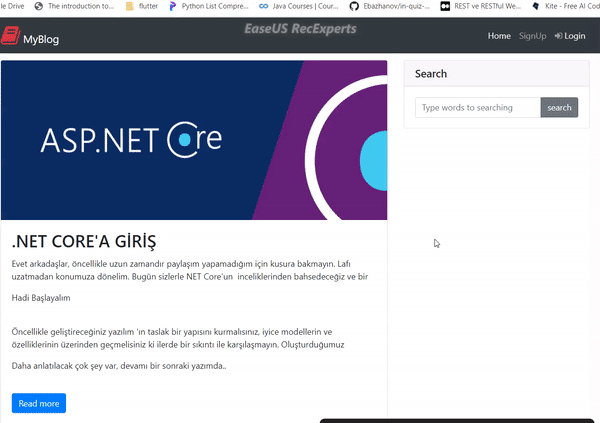 le Drive
The introduction to...
flutter
Python List Compre...
Java Courses | Cour...
Ebazhanov/in-quiz-...
REST ve RESTful We...
Kite - Free AI Cod
EaseUS RecExperts
MyBlog
Home
SignUp
Login
ASP.NET Core
Search
Type words to searching
search
.NET CORE'A GİRİŞ
Evet arkadaşlar, öncellikle uzun zamandır paylaşım yapamadığım için kusura bakmayın. Lafı
uzatmadan konumuza dönelim. Bugün sizlerle NET Core'un inceliklerinden bahsedeceğiz ve bir
Hadi Başlayalım
Öncellikle geliştireceğiniz yazılım 'ın taslak bir yapısını kurmalısınız, iyice modellerin ve
özelliklerinin üzerinden geçmelisiniz ki ilerde bir sıkıntı ile karşılaşmayın. Oluşturduğumuz
Daha anlatılacak çok şey var, devamı bir sonraki yazımda..
Read more